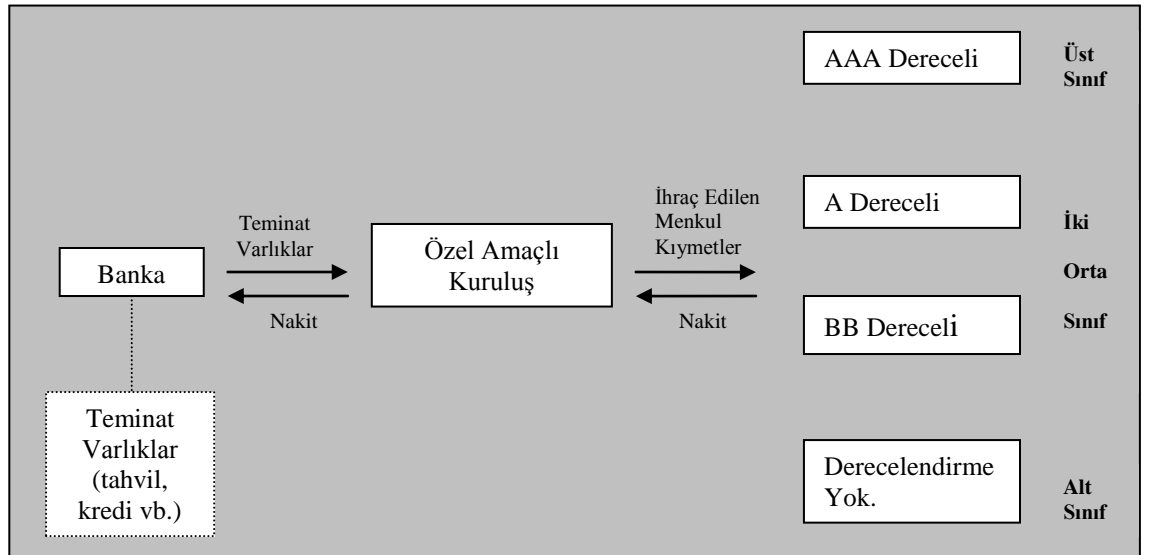 AAA Dereceli
Üst
Sınıf
A Dereceli
İki
Orta
Sınıf
BB Dereceli
Derecelendirme
Yok.
Alt
Sınıf
İhraç Edilen
Menkul
Kıymetler
Nakit
Özel Amaçlı
Kuruluş
Teminat
Varlıklar
Nakit
Banka
Teminat
Varlıklar
(tahvil,
kredi vb.)